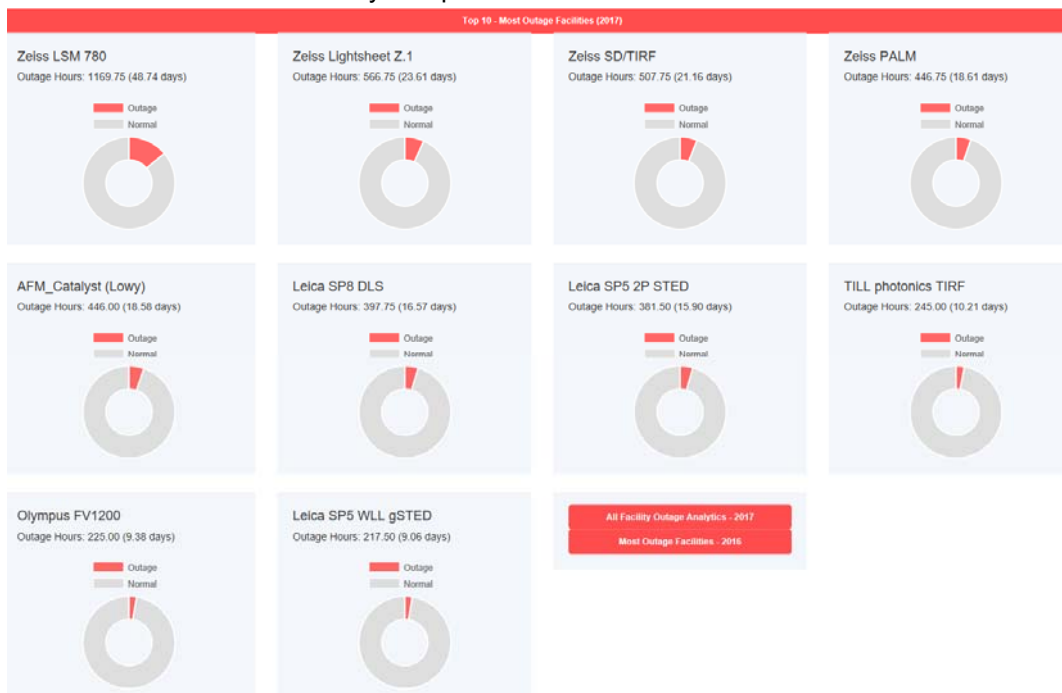 Top 10 - Most Outage Facilities (2017)
Zeiss LSM 780
Outage Hours: 1169.75 (48.74 days)
Outage
Normal
Zeiss Lightsheet Z.1
Outage Hours: 566.75 (23.61 days)
Outage
Normal
Zeiss SD/TIRF
Outage Hours: 507.75 (21.16 days)
Outage
Normal
Zeiss PALM
Outage Hours: 446.75 (18.61 days)
Outage
Normal
AFM_Catalyst (Lowy)
Outage Hours: 446.00 (18.58 days)
Outage
Normal
Leica SP8 DLS
Outage Hours: 397.75 (16.57 days)
Outage
Normal
Leica SP5 2P STED
Outage Hours: 381.50 (15.90 days)
Outage
Normal
TILL photonics TIRF
Outage Hours: 245.00 (10.21 days)
Outage
Normal
Olympus FV1200
Outage Hours: 225.00 (9.38 days)
Outage
Normal
Leica SP5 WLL gSTED
Outage Hours: 217.50 (9.06 days)
Outage
Normal
All Facility Outage Analytics - 2017
Most Outage Facilities - 2016